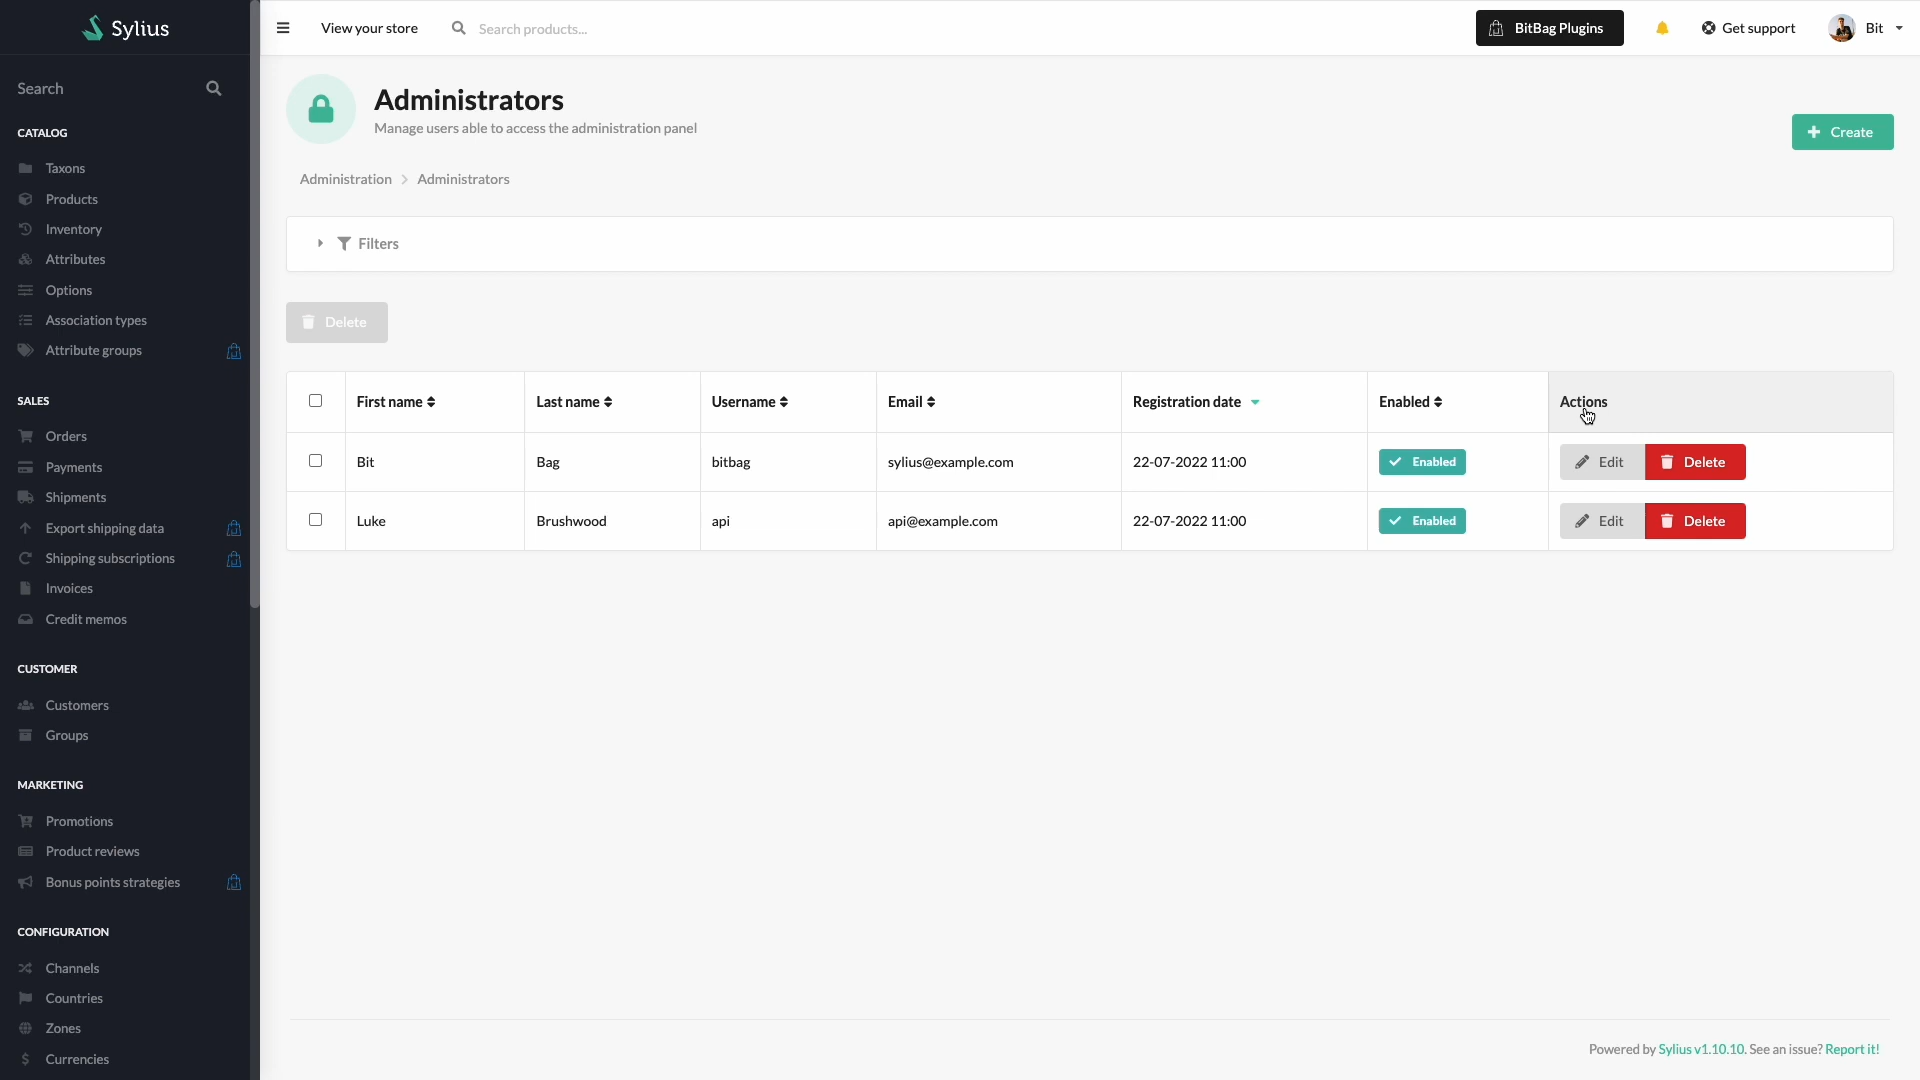 Sylius
View your store
Search products...
BitBag Plugins
Get support
Bit
Search
CATALOG
Taxons
Products
Inventory
Attributes
Options
Association types
Attribute groups
SALES
Orders
Payments
Shipments
Export shipping data
Shipping subscriptions
Invoices
Credit memos
CUSTOMER
Customers
Groups
MARKETING
Promotions
Product reviews
Bonus points strategies
CONFIGURATION
Channels
Countries
Zones
Currencies
Administrators
Manage users able to access the administration panel
Create
Administration Administrators
Filters
Delete
First name Last name Username Email Registration date Enabled Actions
Bit Bag bitbag sylius@example.com 22-07-2022 11:00 Enabled Edit Delete
Luke Brushwood api api@example.com 22-07-2022 11:00 Enabled Edit Delete
Powered by Sylius v1.10.10. See an issue? Report it!